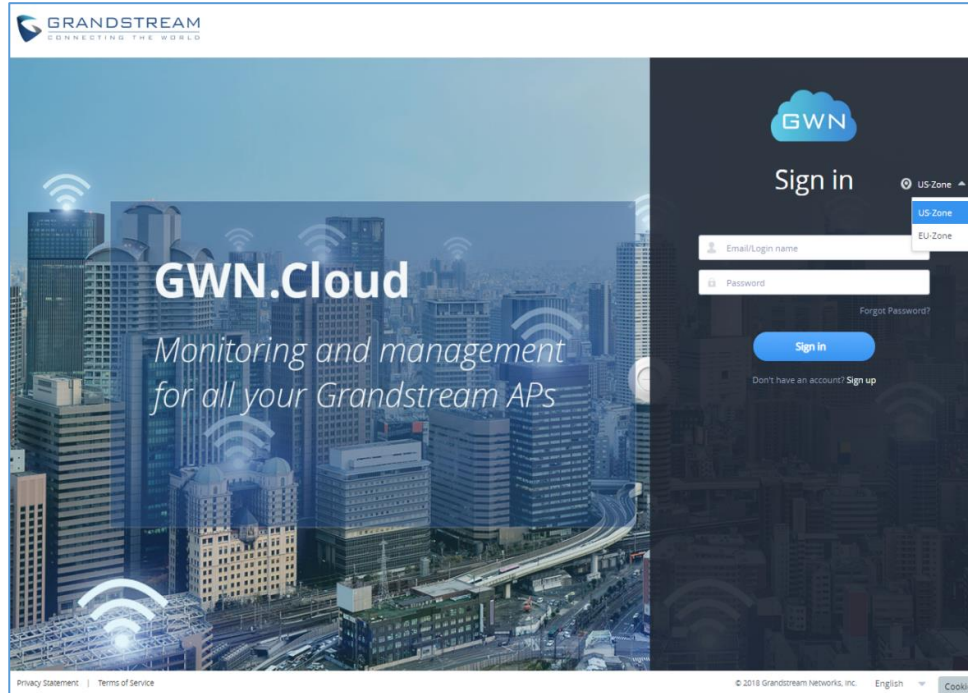 GRANDSTREAM
CONNECTING THE WORLD
GWN
Sign in
US-Zone
US-Zone
EU-Zone
Email/Login name
Password
Forgot Password?
Sign in
Don't have an account? Sign up
GWN.Cloud
Monitoring and management
for all your Grandstream APs
Privacy Statement | Terms of Service
© 2018 Grandstream Networks, Inc.
English
Cooki